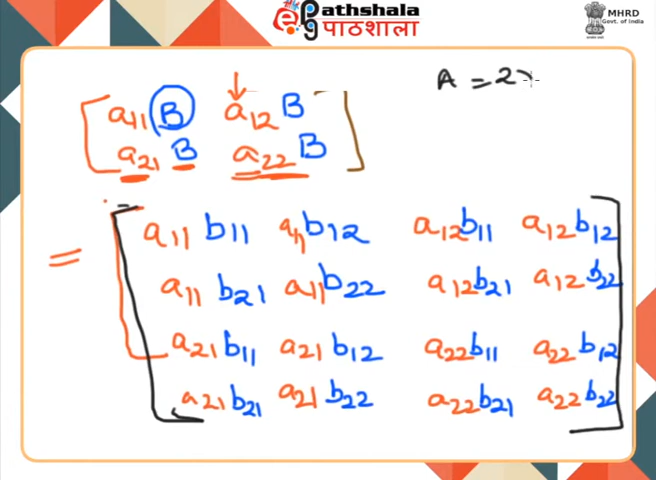 ePathshala
पाठशाला
MHRD
Govt. of India
A = 2x
a11 B a12 B
a21 B a22 B
= a11 b11 a11 b12 a12 b11 a12 b12
a11 b21 a11 b22 a12 b21 a12 b22
a21 b11 a21 b12 a22 b11 a22 b12
a21 b21 a21 b22 a22 b21 a22 b22